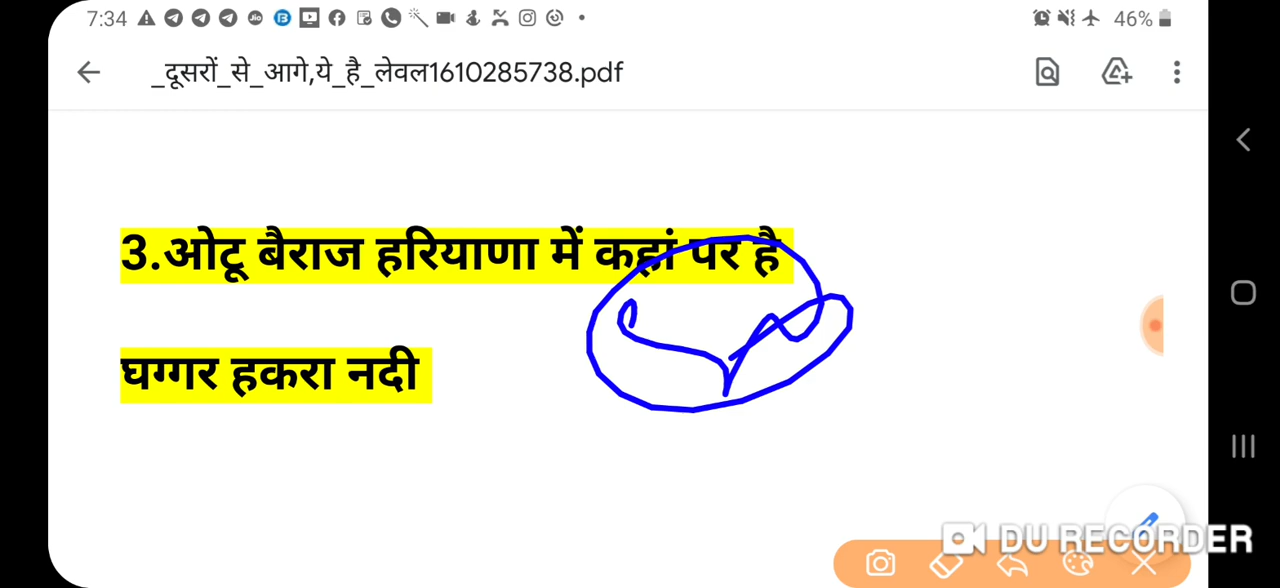 7:34
46%
_दूसरों_से_आगे,ये_है_लेवल1610285738.pdf
3.ओटू बैराज हरियाणा में कहां पर है
घग्गर हकरा नदी
DU RECORDER